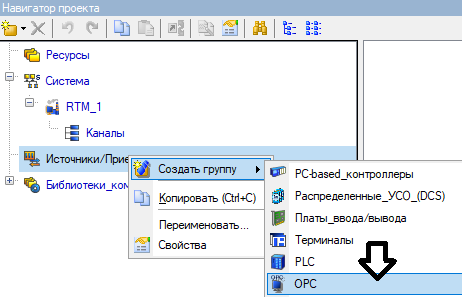 Навигатор проекта
Ресурсы
Система
RTM_1
Каналы
Источники/Прие
Библиотеки_ком
Создать группу
Копировать (Ctrl+C)
Переименовать...
Свойства
PC-based_контроллеры
Распределенные_УСО_(DCS)
Платы_ввода/вывода
Терминалы
PLC
OPC